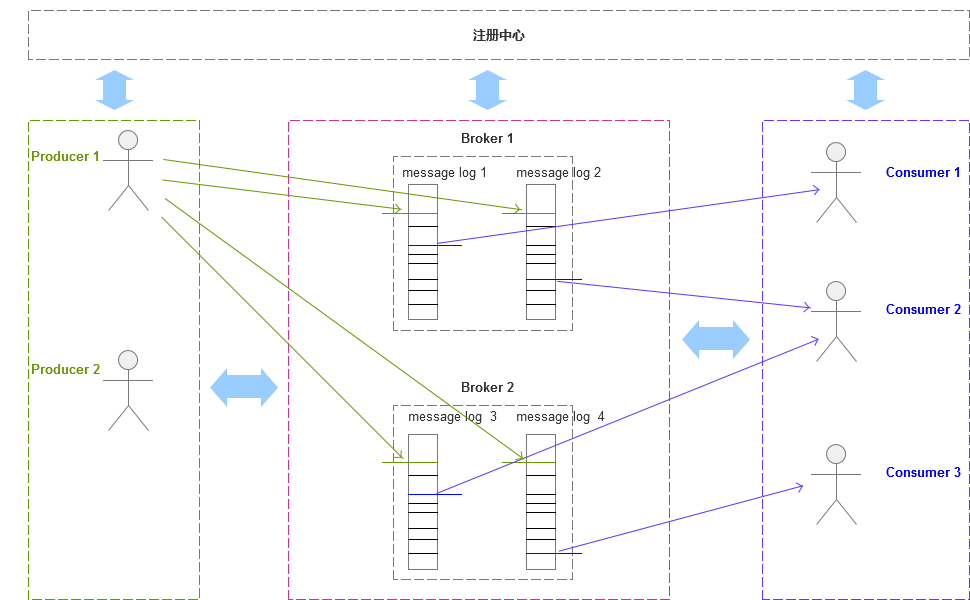 注册中心
Producer 1
Broker 1
message log 1
message log 2
Consumer 1
Consumer 2
Producer 2
Broker 2
message log 3
message log 4
Consumer 3